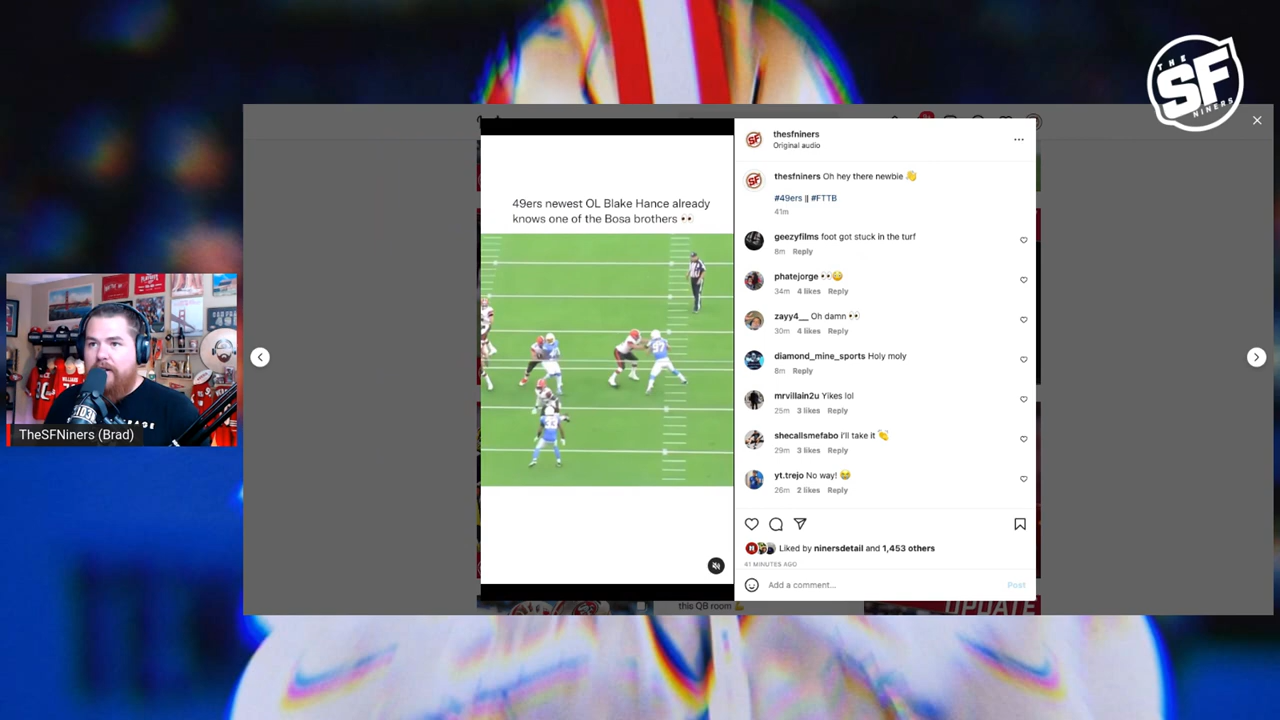 THE
SF
NINERS
thesfniners
Original audio
thesfniners Oh hey there newbie 👋
#49ers || #FTTB
41m
49ers newest OL Blake Hance already
knows one of the Bosa brothers 👀
geezyfilms foot got stuck in the turf
8m Reply
phatejorge 👀😳
34m 4 likes Reply
zayy4__ Oh damn 👀
30m 4 likes Reply
diamond_mine_sports Holy moly
8m Reply
mrvillain2u Yikes lol
25m 3 likes Reply
shecallsmefabo i'll take it 👏
29m 3 likes Reply
yt.trejo No way! 😂
26m 2 likes Reply
Liked by ninersdetail and 1,453 others
41 MINUTES AGO
Add a comment...
Post
this QB room 💪
UPDATE
TheSFNiners (Brad)
97